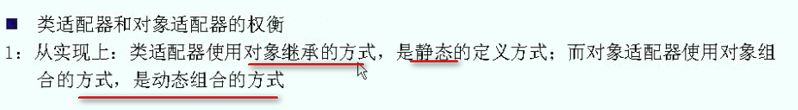 ■ 类适配器和对象适配器的权衡
1：从实现上：类适配器使用对象继承的方式，是静态的定义方式；而对象适配器使用对象组
合的方式，是动态组合的方式